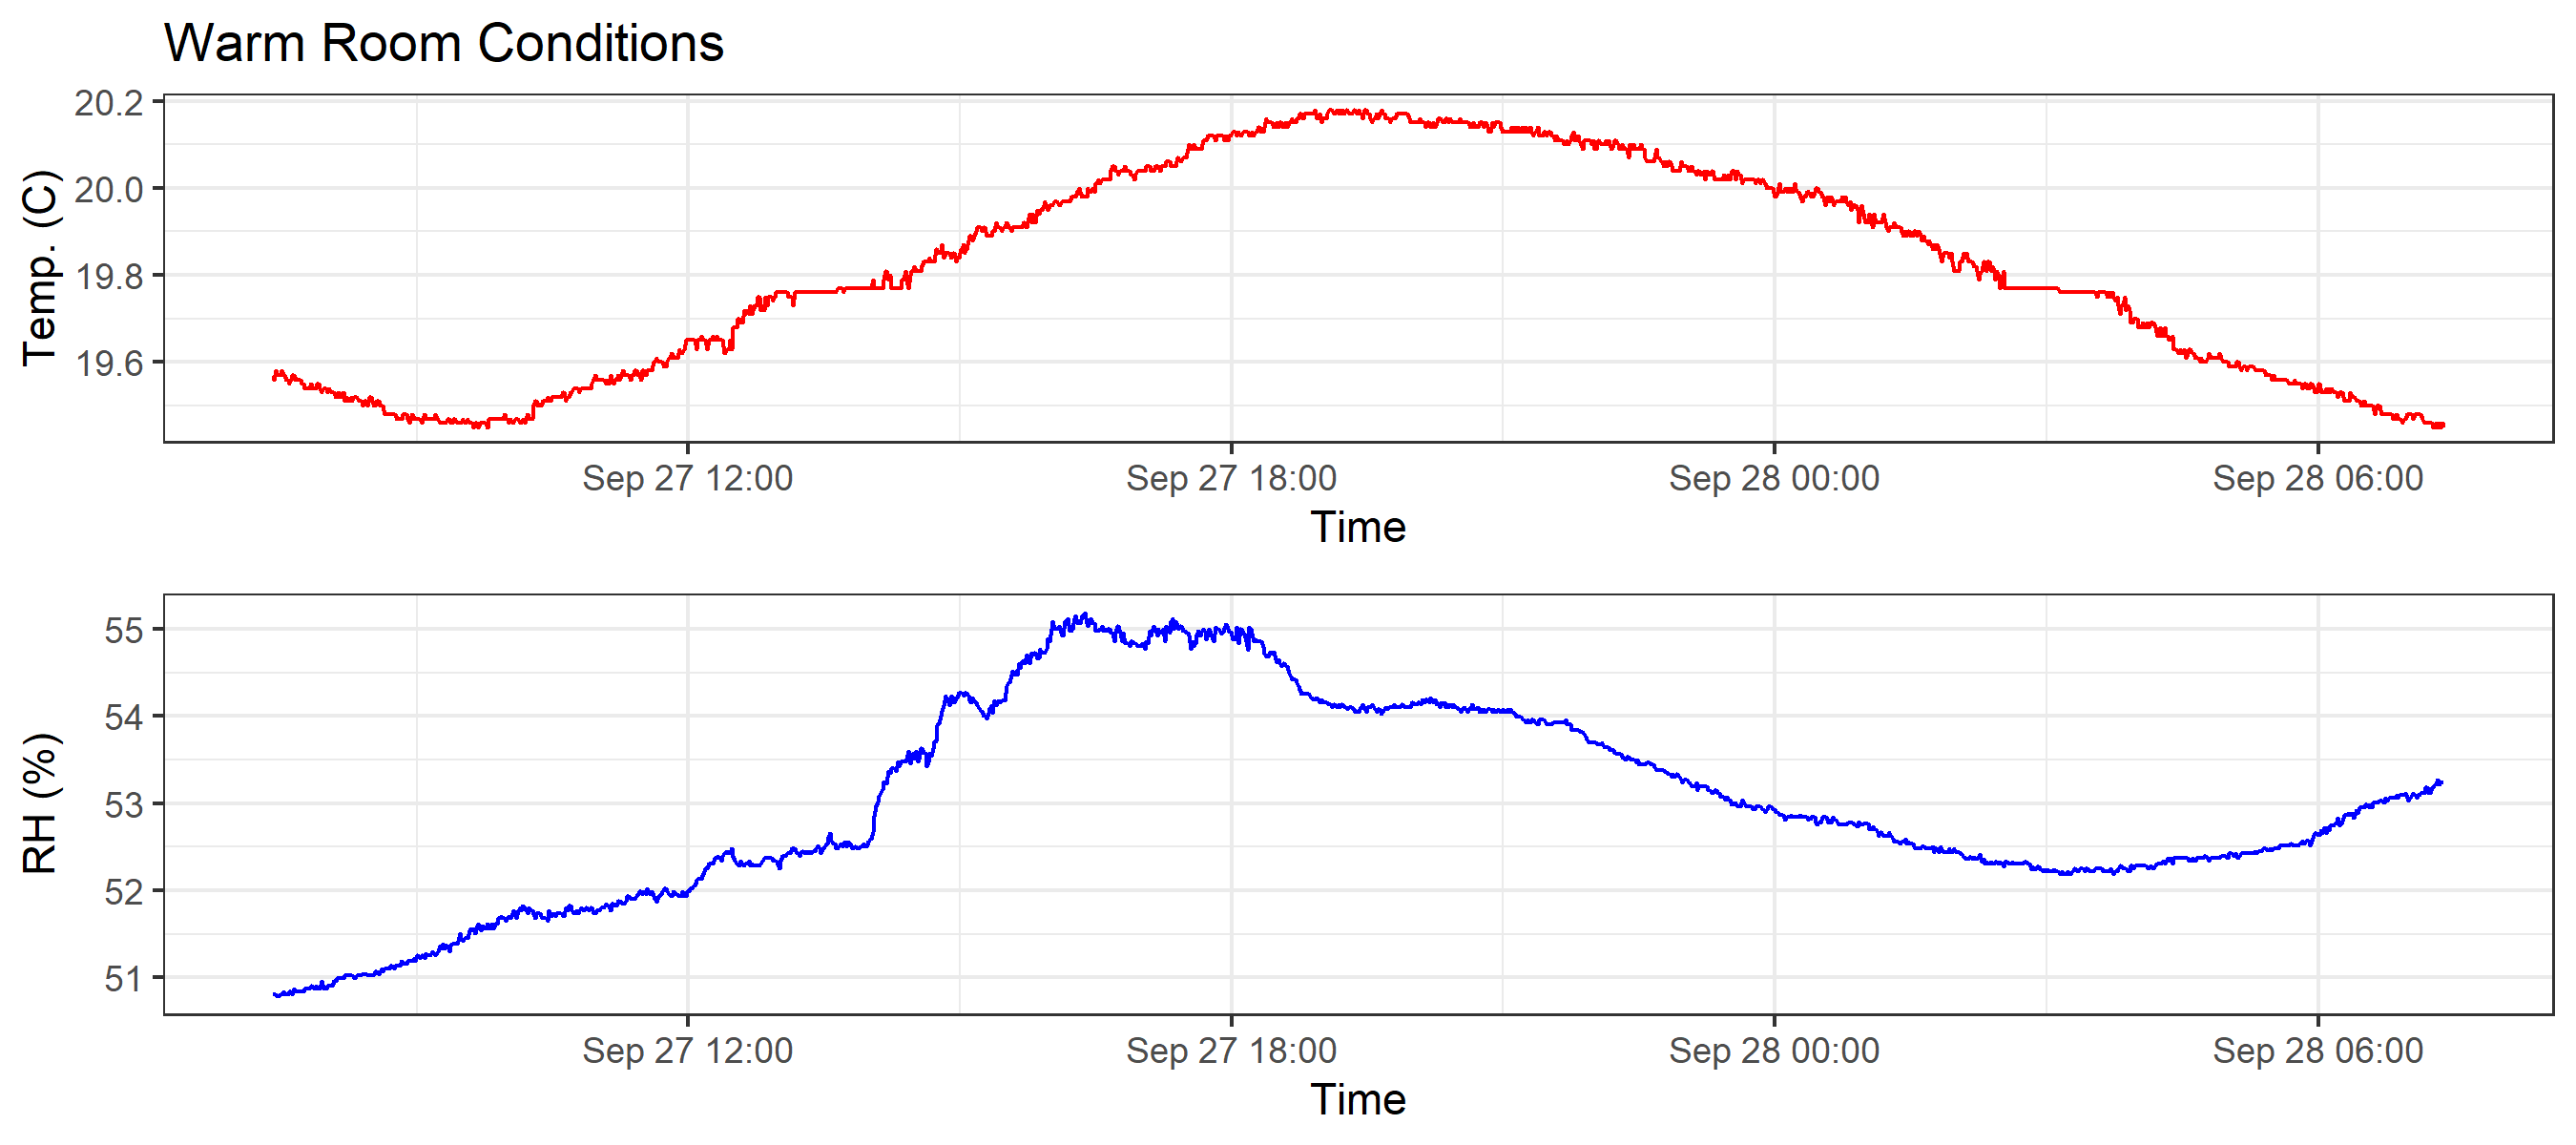 Warm Room Conditions
20.2
20.0
19.8
19.6
Temp. (C)
Sep 27 12:00 Sep 27 18:00 Sep 28 00:00 Sep 28 06:00
Time
55
54
53
52
51
RH (%)
Sep 27 12:00 Sep 27 18:00 Sep 28 00:00 Sep 28 06:00
Time